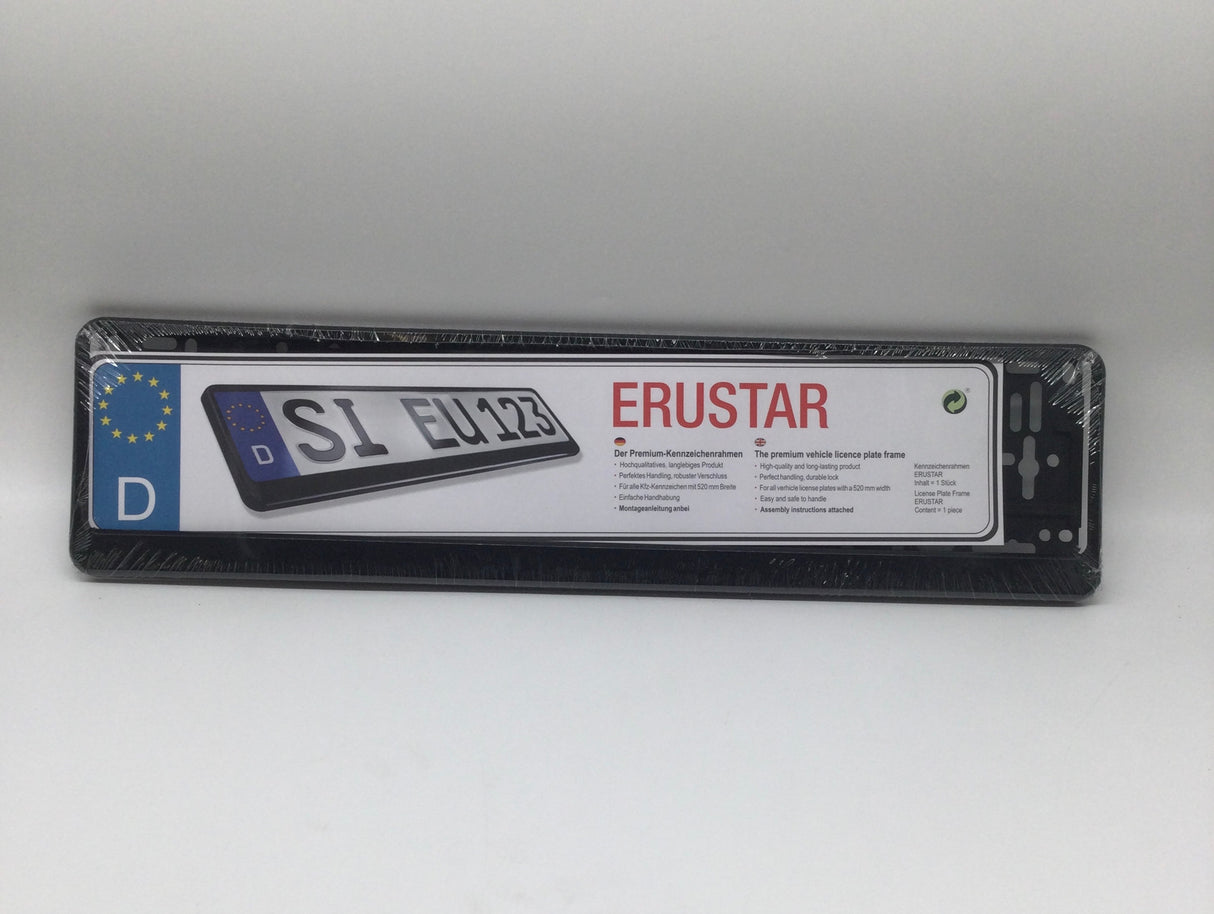 D
D
SI EU 123
ERUSTAR
Der Premium-Kennzeichenrahmen
· Hochqualitatives, langlebiges Produkt
· Perfektes Handling, robuster Verschluss
· Für alle Kfz-Kennzeichen mit 520 mm Breite
· Einfache Handhabung
· Montageanleitung anbei
The premium vehicle licence plate frame
· High-quality and long-lasting product
· Perfect handling, durable lock
· For all verhicle license plates with a 520 mm width
· Easy and safe to handle
· Assembly instructions attached
®
Kennzeichenrahmen
ERUSTAR
Inhalt = 1 Stück
License Plate Frame
ERUSTAR
Content = 1 piece